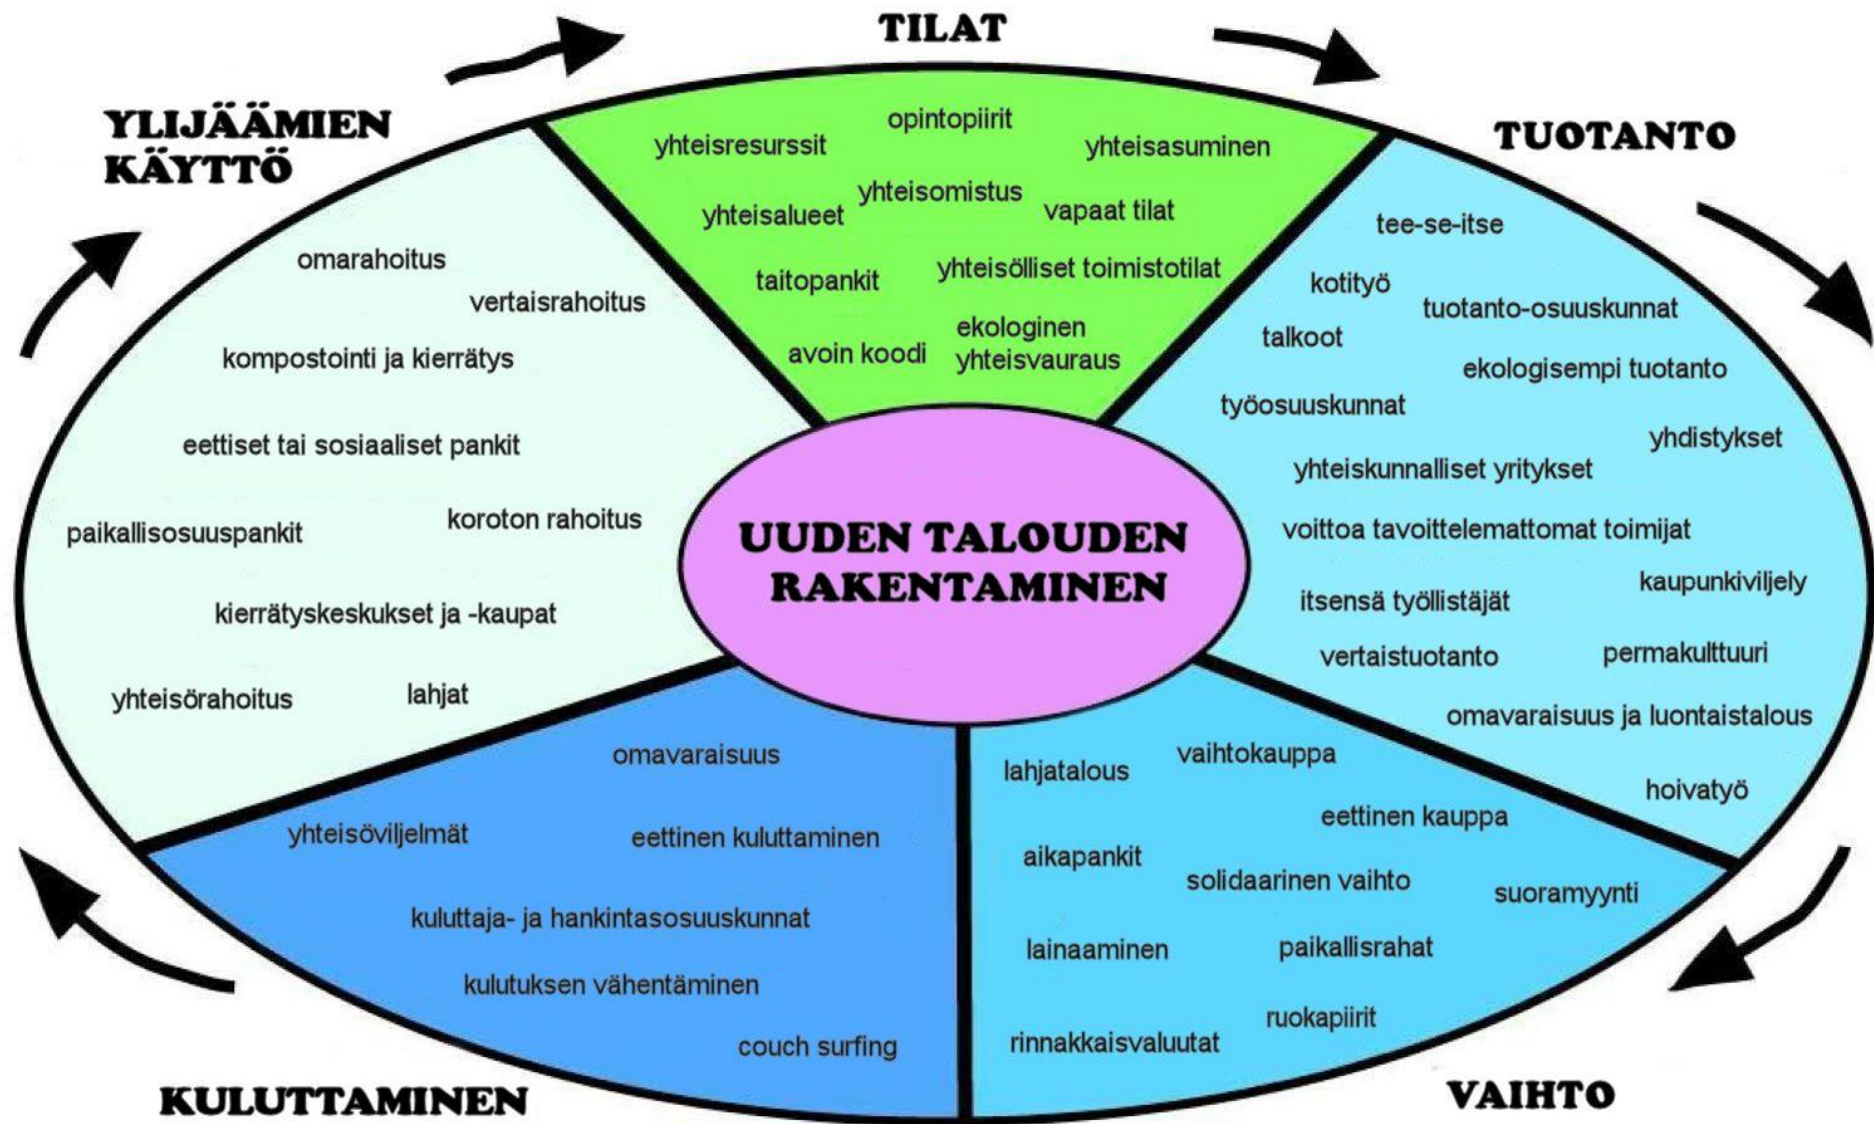 TILAT
YLIJÄÄMIEN
KÄYTTÖ
TUOTANTO
opintopiirit
yhteisresurssit
yhteisasuminen
yhteisomistus
yhteisalueet
vapaat tilat
taitopankit
yhteisölliset toimistotilat
avoin koodi
ekologinen
yhteisvauraus
tee-se-itse
kotityö
tuotanto-osuuskunnat
talkoot
ekologisempi tuotanto
työosuuskunnat
yhdistykset
yhteiskunnalliset yritykset
voittoa tavoittelemattomat toimijat
kaupunkiviljely
itsensä työllistäjät
vertaistuotanto
permakulttuuri
omavaraisuus ja luontaistalous
hoivatyö
omarahoitus
vertaisrahoitus
kompostointi ja kierrätys
eettiset tai sosiaaliset pankit
paikallisosuuspankit
koroton rahoitus
kierrätyskeskukset ja -kaupat
yhteisörahoitus
lahjat
UUDEN TALOUDEN
RAKENTAMINEN
omavaraisuus
yhteisöviljelmät
eettinen kuluttaminen
kuluttaja- ja hankintasosuuskunnat
kulutuksen vähentäminen
couch surfing
lahjatalous
vaihtokauppa
eettinen kauppa
aikapankit
solidaarinen vaihto
suoramyynti
lainaaminen
paikallisrahat
ruokapiirit
rinnakkaisvaluutat
KULUTTAMINEN
VAIHTO